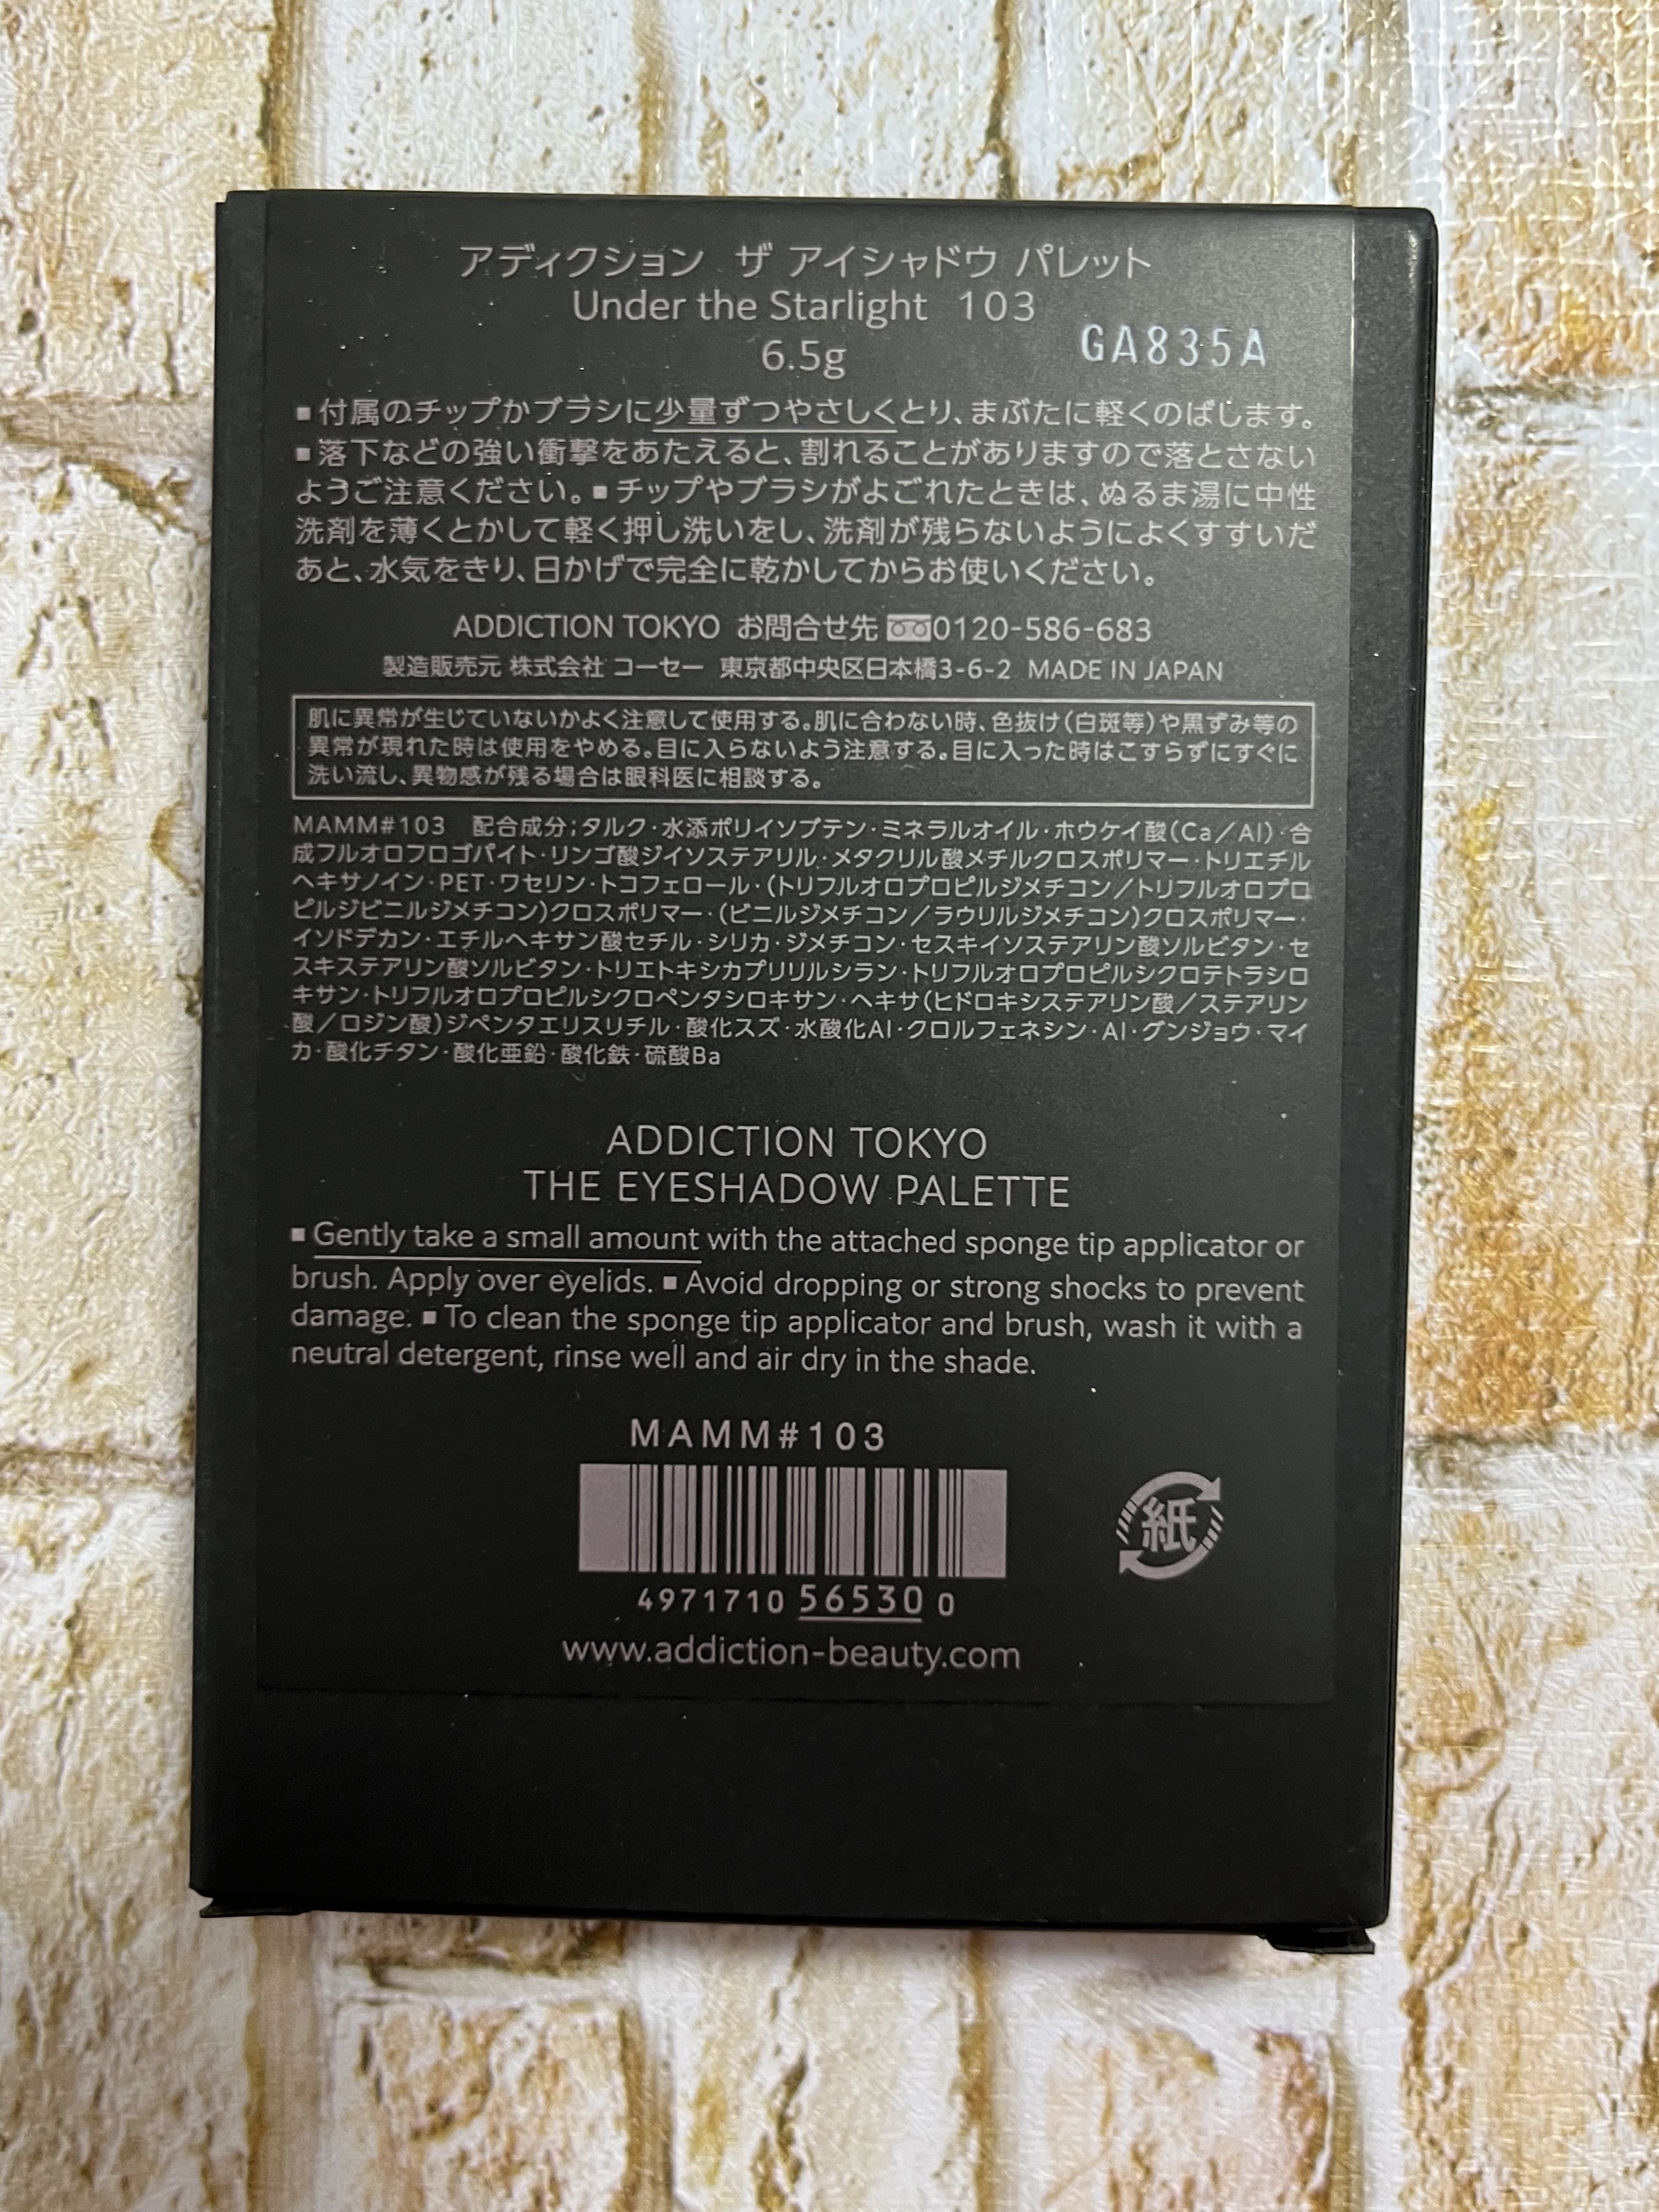 アディクション ザ アイシャドウ パレット
Under the Starlight 103
6.5g
GA835A
■付属のチップかブラシに少量ずつやさしくとり、まぶたに軽くのばします。
■落下などの強い衝撃をあたえると、割れることがありますので落とさない
ようご注意ください。■チップやブラシがよごれたときは、ぬるま湯に中性
洗剤を薄くとかして軽く押し洗いをし、洗剤が残らないようによくすすいだ
あと、水気をきり、日かげで完全に乾かしてからお使いください。
ADDICTION TOKYO お問合せ先 0120-586-683
製造販売元 株式会社 コーセー 東京都中央区日本橋3-6-2 MADE IN JAPAN
肌に異常が生じていないかよく注意して使用する。肌に合わない時、色抜け(白斑等)や黒ずみ等の
異常が現れた時は使用をやめる。目に入らないよう注意する。目に入った時はこすらずにすぐに
洗い流し、異物感が残る場合は眼科医に相談する。
MAMM#103 配合成分;タルク・水添ポリイソブテン・ミネラルオイル・ホウケイ酸(Ca/Al)・合
成フルオロフロゴパイト・リンゴ酸ジイソステアリル・メタクリル酸メチルクロスポリマー・トリエチル
ヘキサノイン・PET・ワセリン・トコフェロール・(トリフルオロプロピルジメチコン/トリフルオロプロ
ピルジビニルジメチコン)クロスポリマー・(ビニルジメチコン/ラウリルジメチコン)クロスポリマー・
イソドデカン・エチルヘキサン酸セチル・シリカ・ジメチコン・セスキイソステアリン酸ソルビタン・セ
スキステアリン酸ソルビタン・トリエトキシカプリリルシラン・トリフルオロプロピルシクロテトラシロ
キサン・トリフルオロプロピルシクロペンタシロキサン・ヘキサ(ヒドロキシステアリン酸/ステアリン
酸/ロジン酸)ジペンタエリスリチル・酸化スズ・水酸化Al・クロルフェネシン・Al・グンジョウ・マイ
カ・酸化チタン・酸化亜鉛・酸化鉄・硫酸Ba
ADDICTION TOKYO
THE EYESHADOW PALETTE
■Gently take a small amount with the attached sponge tip applicator or
brush. Apply over eyelids. ■Avoid dropping or strong shocks to prevent
damage. ■To clean the sponge tip applicator and brush, wash it with a
neutral detergent, rinse well and air dry in the shade.
MAMM#103
4971710 56530 0
紙
www.addiction-beauty.com